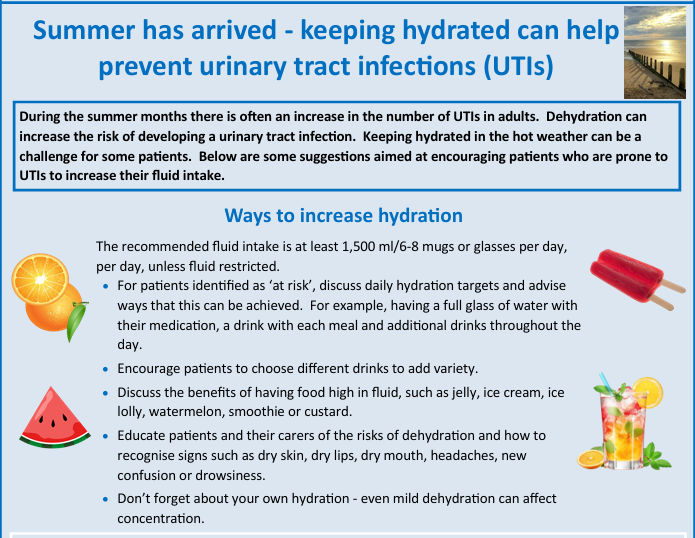 Summer has arrived - keeping hydrated can help
prevent urinary tract infections (UTIs)
During the summer months there is often an increase in the number of UTIs in adults.  Dehydration can
increase the risk of developing a urinary tract infection.  Keeping hydrated in the hot weather can be a
challenge for some patients.  Below are some suggestions aimed at encouraging patients who are prone to
UTIs to increase their fluid intake.
Ways to increase hydration
The recommended fluid intake is at least 1,500 ml/6-8 mugs or glasses per day,
per day, unless fluid restricted.
• For patients identified as ‘at risk’, discuss daily hydration targets and advise
ways that this can be achieved.  For example, having a full glass of water with
their medication, a drink with each meal and additional drinks throughout the
day.
• Encourage patients to choose different drinks to add variety.
• Discuss the benefits of having food high in fluid, such as jelly, ice cream, ice
lolly, watermelon, smoothie or custard.
• Educate patients and their carers of the risks of dehydration and how to
recognise signs such as dry skin, dry lips, dry mouth, headaches, new
confusion or drowsiness.
• Don’t forget about your own hydration - even mild dehydration can affect
concentration.